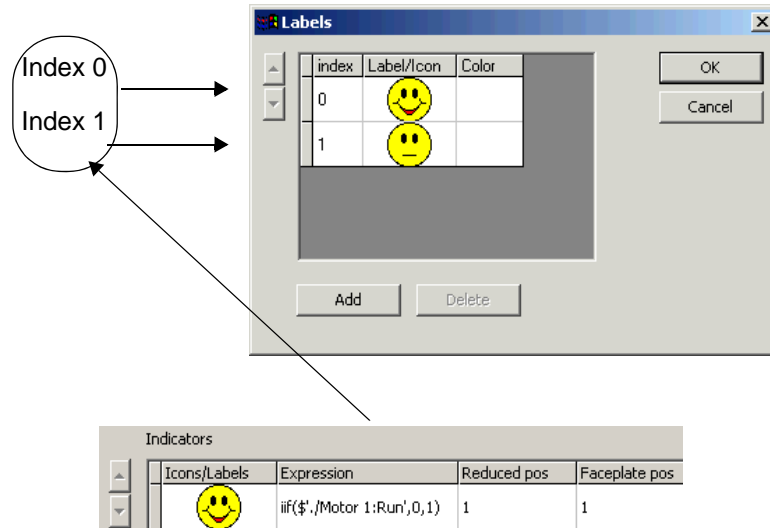 Labels
Index 0
Index 1
index Label/Icon Color
0
1
OK
Cancel
Add Delete
Indicators
Icons/Labels Expression Reduced pos Faceplate pos
iif($'./Motor 1:Run',0,1) 1 1